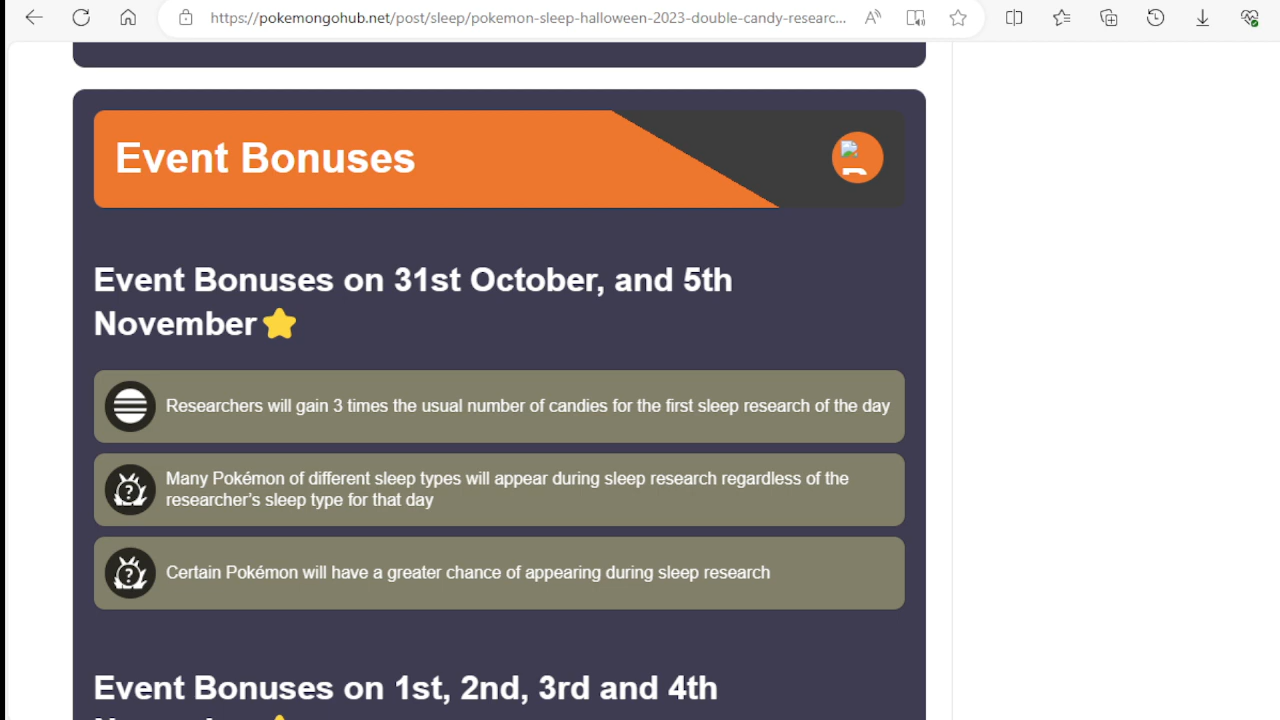 https://pokemongohub.net/post/sleep/pokemon-sleep-halloween-2023-double-candy-researc...
Event Bonuses
Event Bonuses on 31st October, and 5th
November
Researchers will gain 3 times the usual number of candies for the first sleep research of the day
Many Pokémon of different sleep types will appear during sleep research regardless of the
researcher's sleep type for that day
Certain Pokémon will have a greater chance of appearing during sleep research
Event Bonuses on 1st, 2nd, 3rd and 4th